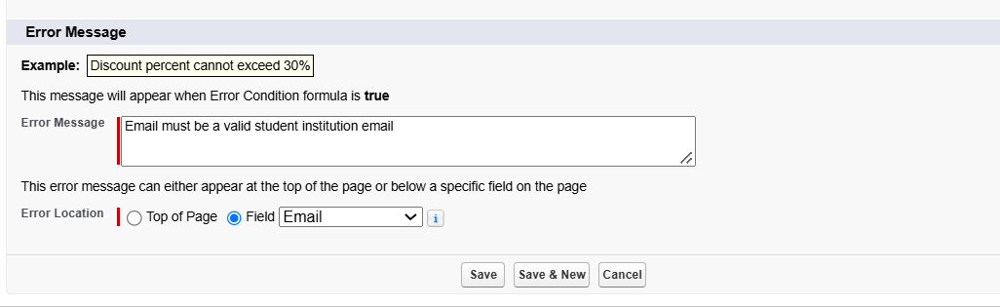 Error Message
Example: Discount percent cannot exceed 30%
This message will appear when Error Condition formula is true
Error Message Email must be a valid student institution email
This error message can either appear at the top of the page or below a specific field on the page
Error Location Top of Page Field Email i
Save Save & New Cancel